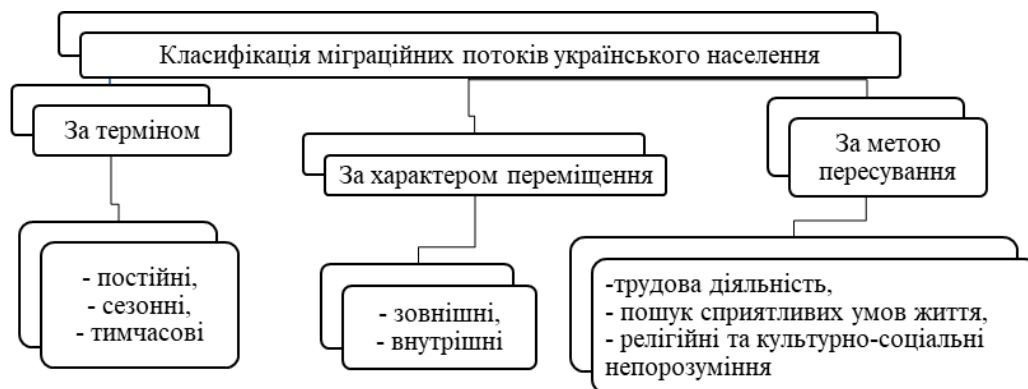 Класифікація міграційних потоків українського населення
За терміном
За характером переміщення
За метою
пересування
- постійні,
- сезонні,
- тимчасові
- зовнішні,
- внутрішні
-трудова діяльність,
- пошук сприятливих умов життя,
- релігійні та культурно-соціальні
непорозуміння